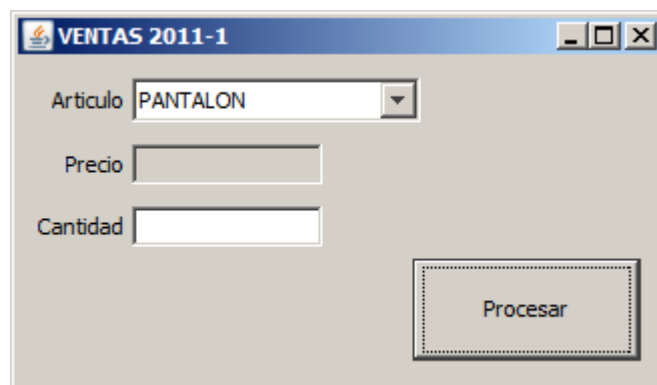 VENTAS 2011-1
Articulo PANTALON
Precio
Cantidad
Procesar